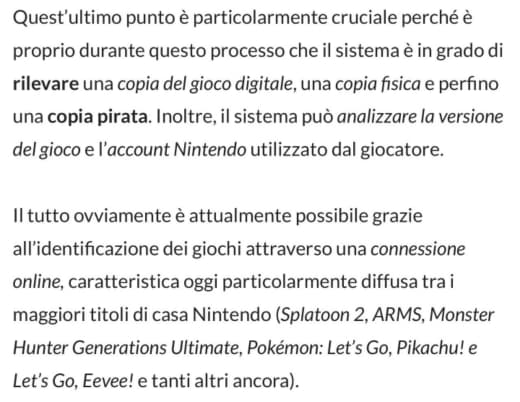 Quest’ultimo punto è particolarmente cruciale perché è
proprio durante questo processo che il sistema è in grado di
rilevare una copia del gioco digitale, una copia fisica e perfino
una copia pirata. Inoltre, il sistema può analizzare la versione
del gioco e l’account Nintendo utilizzato dal giocatore.
Il tutto ovviamente è attualmente possibile grazie
all’identificazione dei giochi attraverso una connessione
online, caratteristica oggi particolarmente diffusa tra i
maggiori titoli di casa Nintendo (Splatoon 2, ARMS, Monster
Hunter Generations Ultimate, Pokémon: Let’s Go, Pikachu! e
Let’s Go, Eevee! e tanti altri ancora).